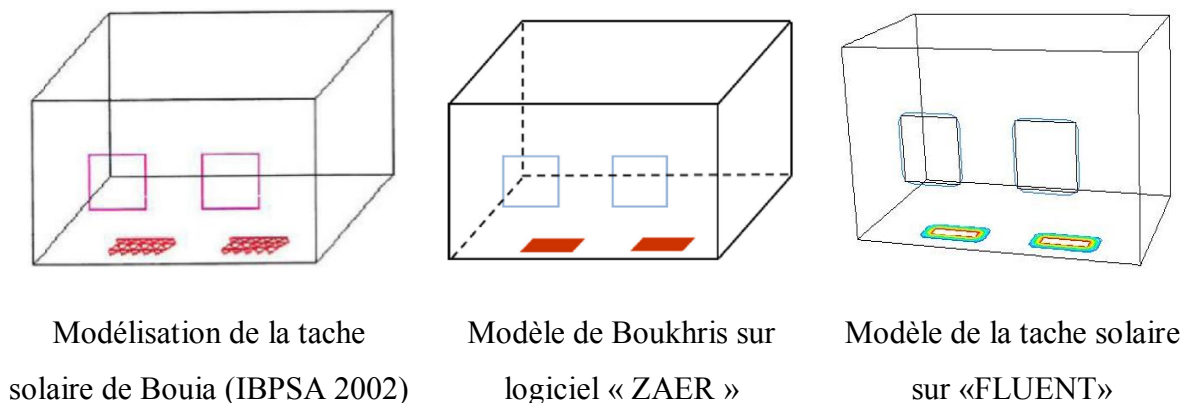 Modélisation de la tache
solaire de Bouia (IBPSA 2002)
Modèle de Boukhris sur
logiciel « ZAER »
Modèle de la tache solaire
sur «FLUENT»